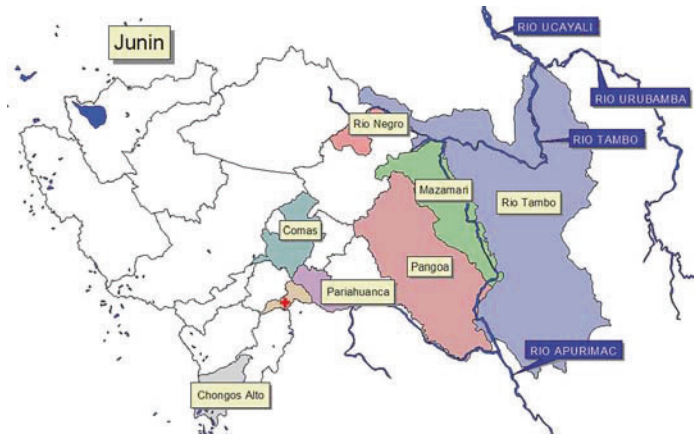 Junin
RIO UCAYALI
RIO URUBAMBA
Rio Negro
RIO TAMBO
Mazamari
Rio Tambo
Comas
Pangoa
Pariahuanca
RIO APURIMAC
Chongos Alto